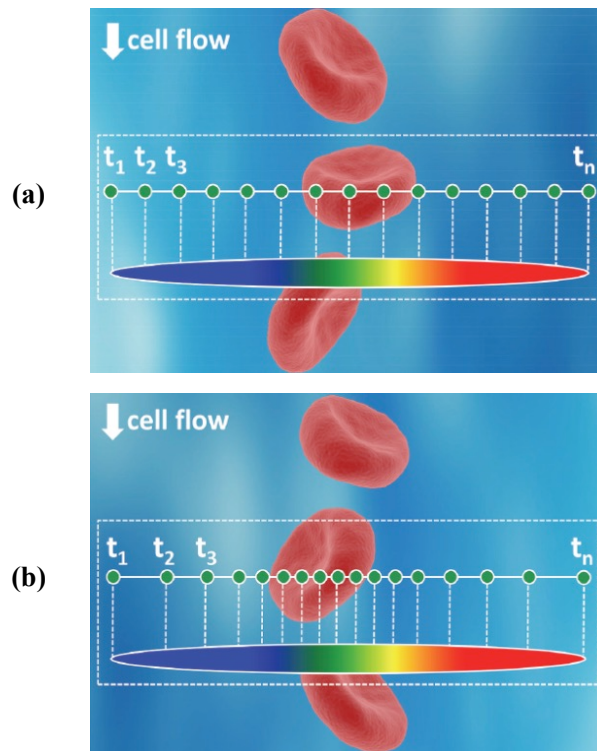 (a)
cell flow
t₁ t₂ t₃ tₙ
(b)
cell flow
t₁ t₂ t₃ tₙ